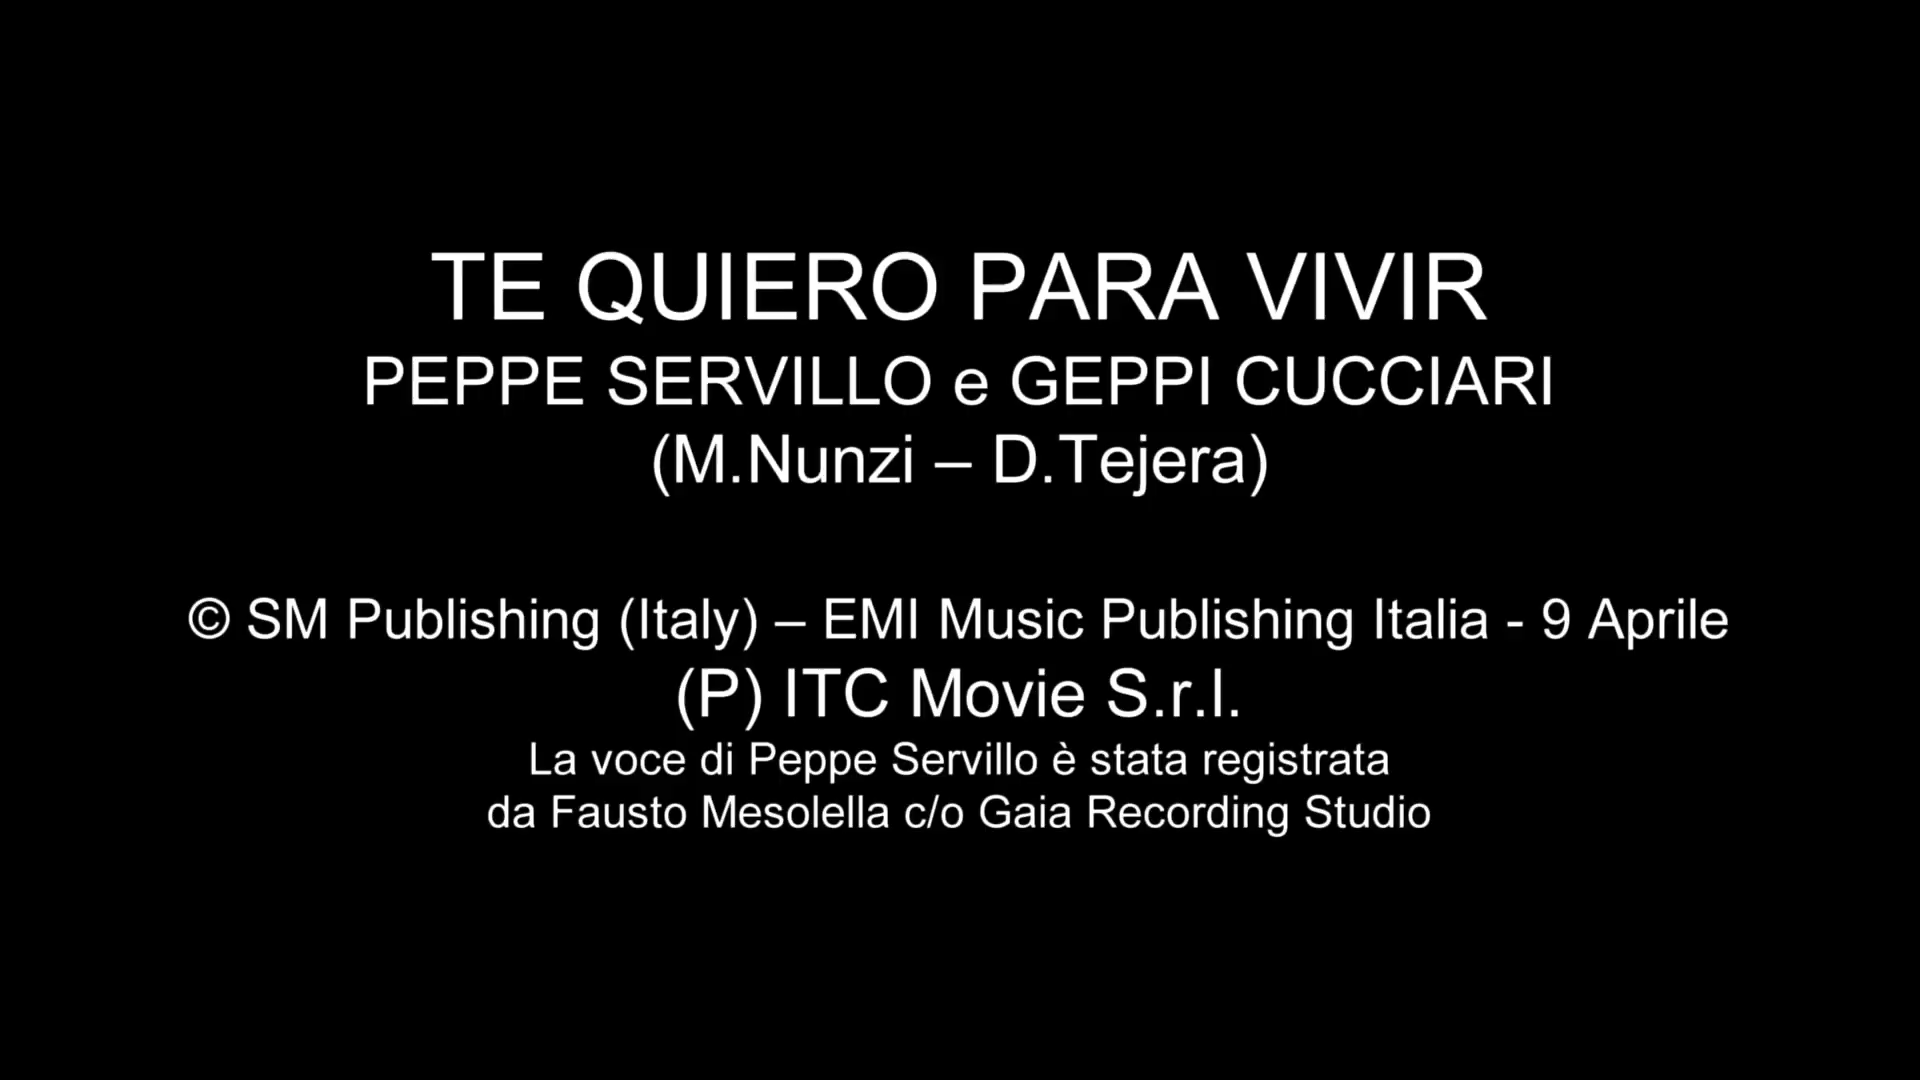 TE QUIERO PARA VIVIR
PEPPE SERVILLO e GEPPI CUCCIARI
(M.Nunzi – D.Tejera)
© SM Publishing (Italy) – EMI Music Publishing Italia - 9 Aprile
(P) ITC Movie S.r.l.
La voce di Peppe Servillo è stata registrata
da Fausto Mesolella c/o Gaia Recording Studio